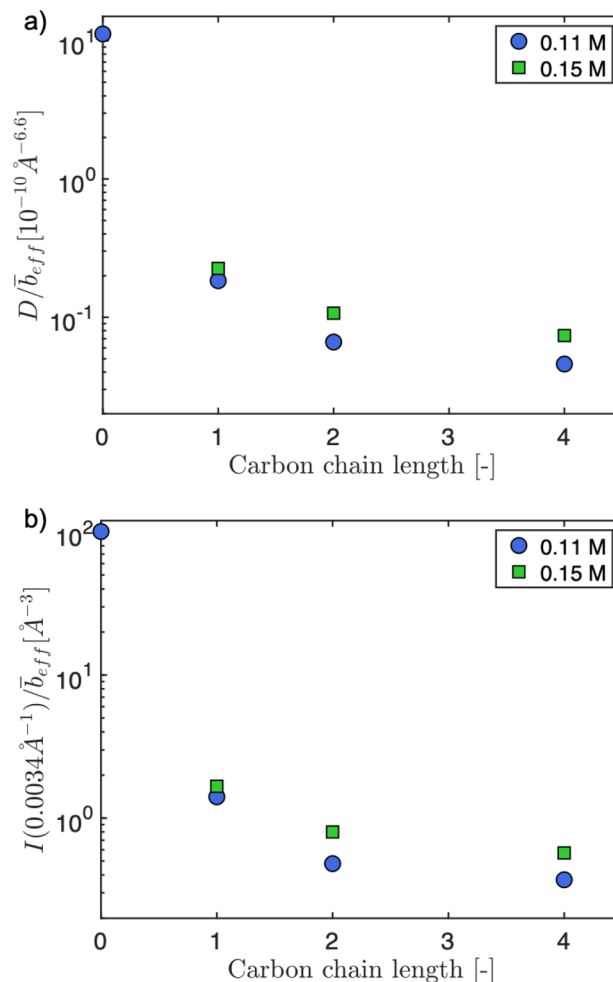 a)
10¹
10⁰
10⁻¹
D/b̄_eff[10⁻¹⁰Å⁻⁶·⁶]
0.11 M
0.15 M
0 1 2 3 4
Carbon chain length [-]
b)
10²
10¹
10⁰
I(0.0034Å⁻¹)/b̄_eff[Å⁻³]
0.11 M
0.15 M
0 1 2 3 4
Carbon chain length [-]